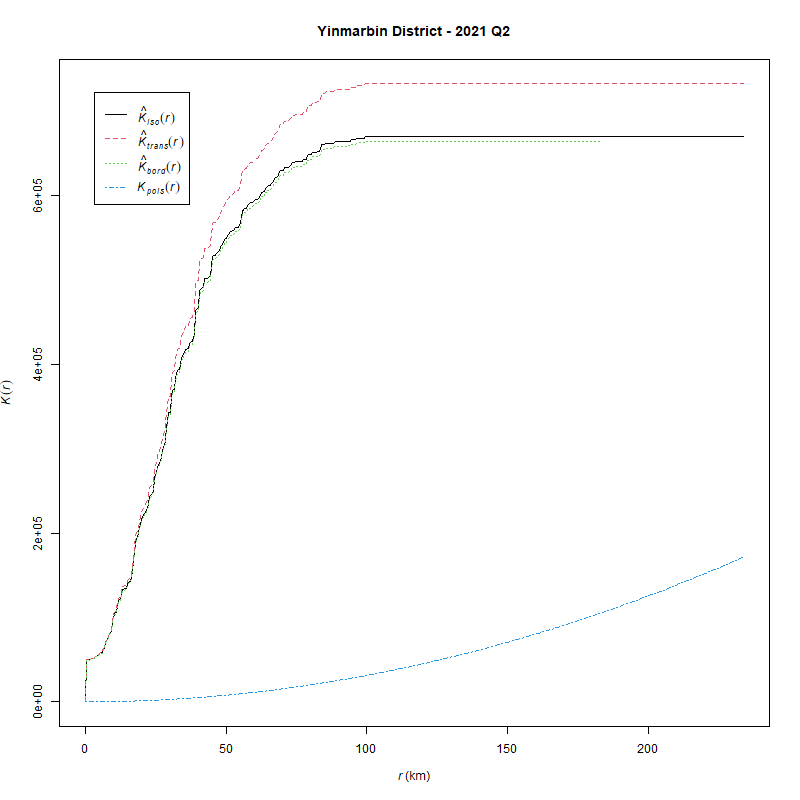 Yinmarbin District - 2021 Q2
K̂iso(r)
K̂trans(r)
K̂bord(r)
Kpois(r)
K(r)
6e+05
4e+05
2e+05
0e+00
0 50 100 150 200
r (km)